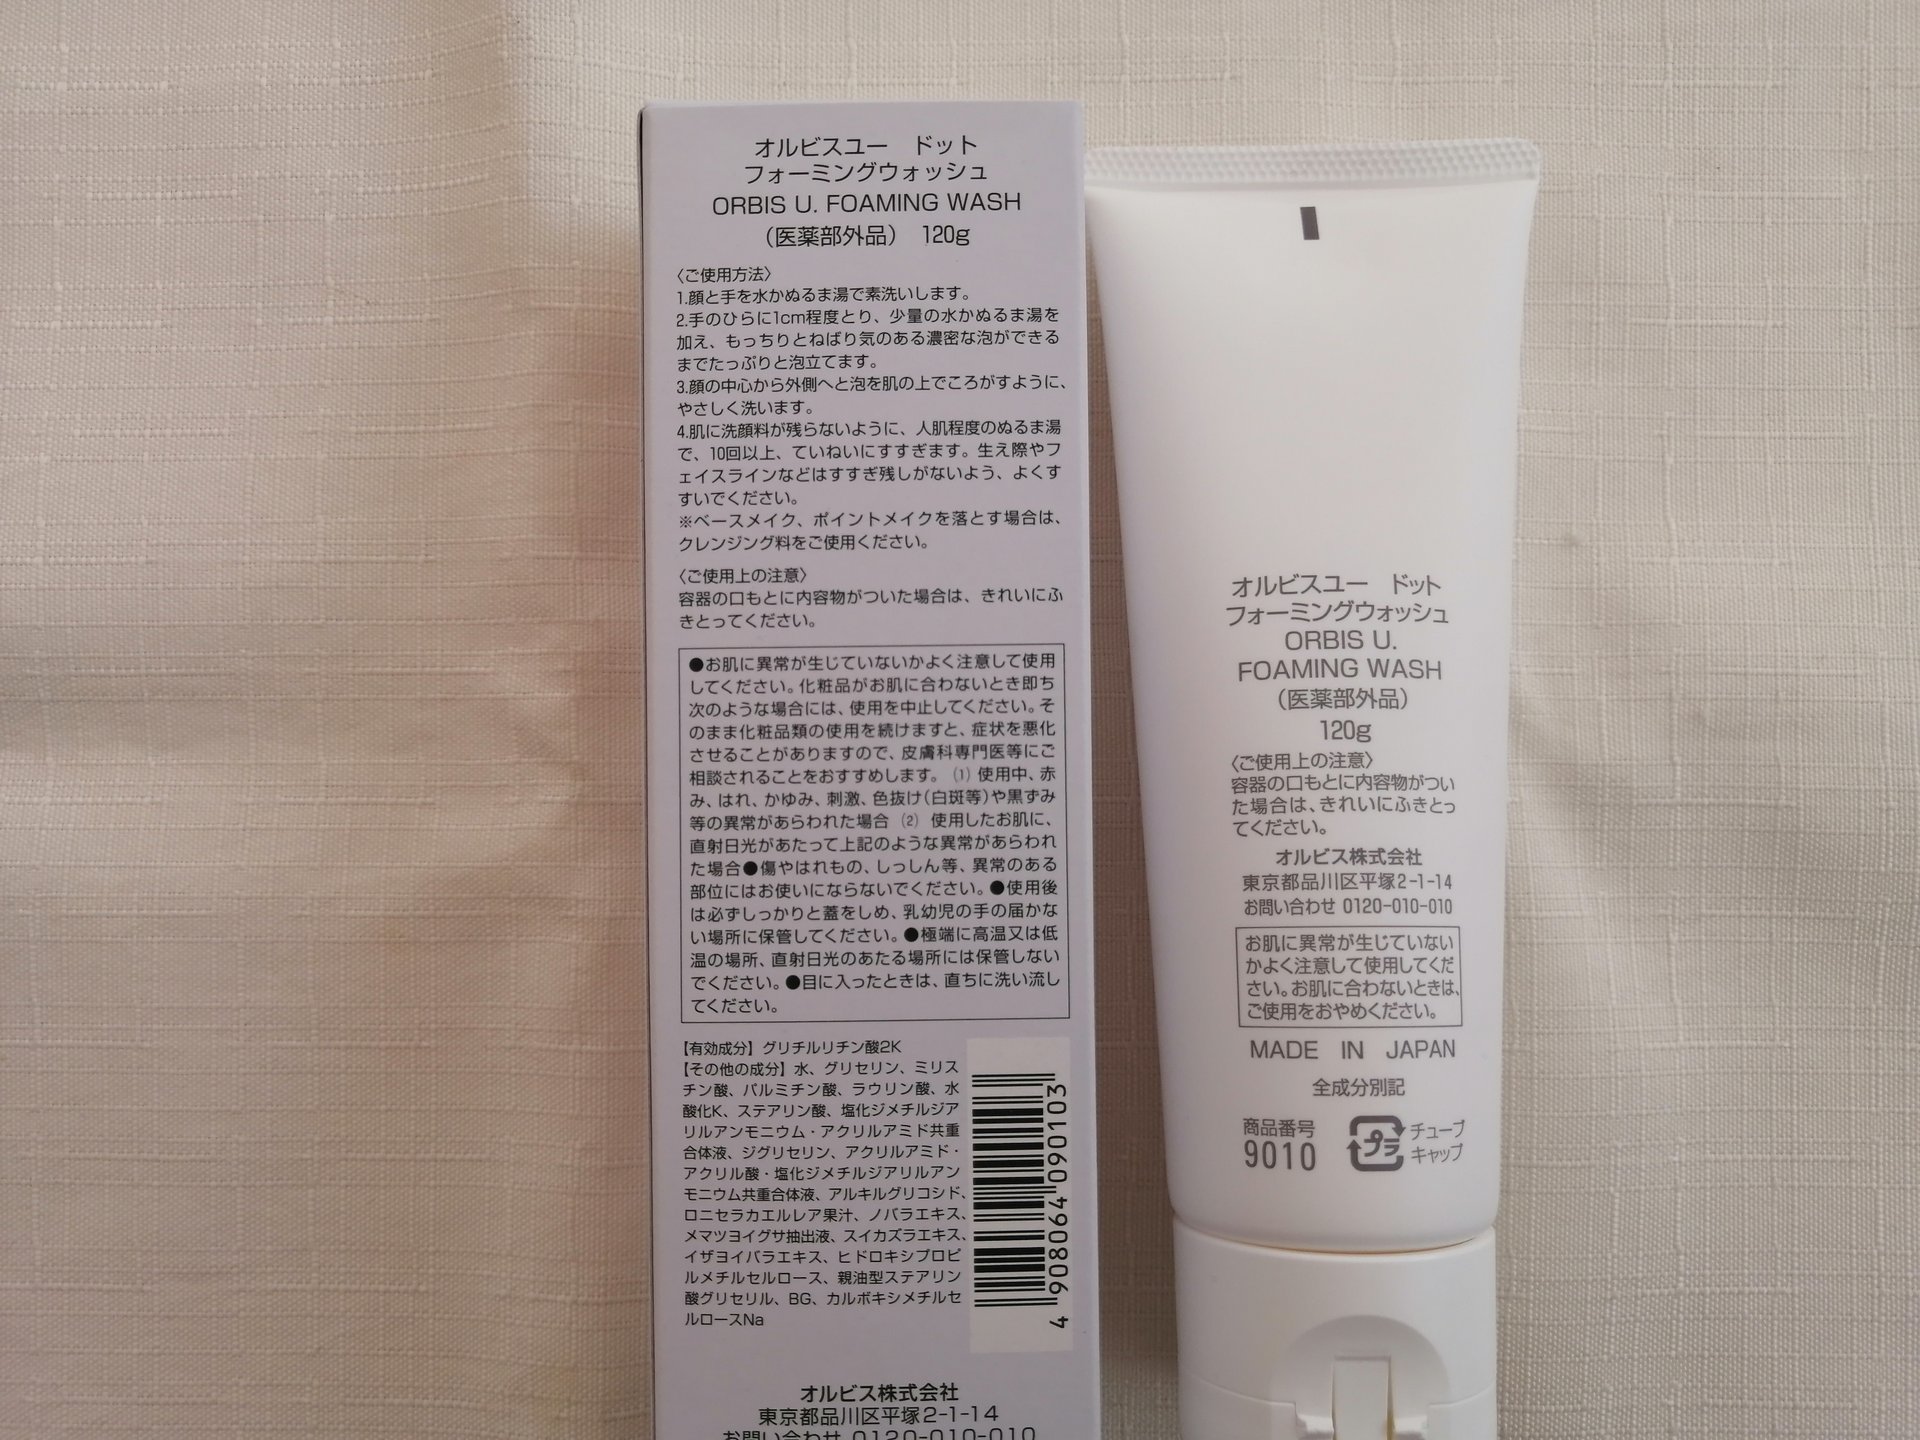 オルビスユー ドット
フォーミングウォッシュ
ORBIS U. FOAMING WASH
（医薬部外品） 120g
〈ご使用方法〉
1.顔と手を水かぬるま湯で素洗いします。
2.手のひらに1cm程度とり、少量の水かぬるま湯を
加え、もっちりとねばり気のある濃密な泡ができる
までたっぷりと泡立てます。
3.顔の中心から外側へと泡を肌の上でころがすように、
やさしく洗います。
4.肌に洗顔料が残らないように、人肌程度のぬるま湯
で、10回以上、ていねいにすすぎます。生え際やフ
ェイスラインなどはすすぎ残しがないよう、よくす
すいでください。
※ベースメイク、ポイントメイクを落とす場合は、
クレンジング料をご使用ください。
〈ご使用上の注意〉
容器の口もとに内容物がついた場合は、きれいにふ
きとってください。
●お肌に異常が生じていないかよく注意して使用
してください。化粧品がお肌に合わないとき即ち
次のような場合には、使用を中止してください。そ
のまま化粧品類の使用を続けますと、症状を悪化
させることがありますので、皮膚科専門医等にご
相談されることをおすすめします。 (1) 使用中、赤
み、はれ、かゆみ、刺激、色抜け(白斑等)や黒ずみ
等の異常があらわれた場合 (2) 使用したお肌に、
直射日光があたって上記のような異常があらわれ
た場合●傷やはれもの、しっしん等、異常のある
部位にはお使いにならないでください。●使用後
は必ずしっかりと蓋をしめ、乳幼児の手の届かな
い場所に保管してください。●極端に高温又は低
温の場所、直射日光のあたる場所には保管しない
でください。●目に入ったときは、直ちに洗い流し
てください。
【有効成分】グリチルリチン酸2K
【その他の成分】水、グリセリン、ミリス
チン酸、パルミチン酸、ラウリン酸、水
酸化K、ステアリン酸、塩化ジメチルジア
リルアンモニウム・アクリルアミド共重
合体液、ジグリセリン、アクリルアミド・
アクリル酸・塩化ジメチルジアリルアン
モニウム共重合体液、アルキルグリコシド、
ロニセラカエルレア果汁、ノバラエキス、
メマツヨイグサ抽出液、スイカズラエキス、
イザヨイバラエキス、ヒドロキシプロピ
ルメチルセルロース、親油型ステアリン
酸グリセリル、BG、カルボキシメチルセ
ルロースNa
4 908064 090103
オルビス株式会社
東京都品川区平塚2-1-14
お問い合わせ 0120-010-010
オルビスユー ドット
フォーミングウォッシュ
ORBIS U.
FOAMING WASH
（医薬部外品）
120g
〈ご使用上の注意〉
容器の口もとに内容物がつい
た場合は、きれいにふきとっ
てください。
オルビス株式会社
東京都品川区平塚2-1-14
お問い合わせ 0120-010-010
お肌に異常が生じていない
かよく注意して使用してくだ
さい。お肌に合わないときは、
ご使用をおやめください。
MADE IN JAPAN
全成分別記
商品番号
9010
プラ
チューブ
キャップ